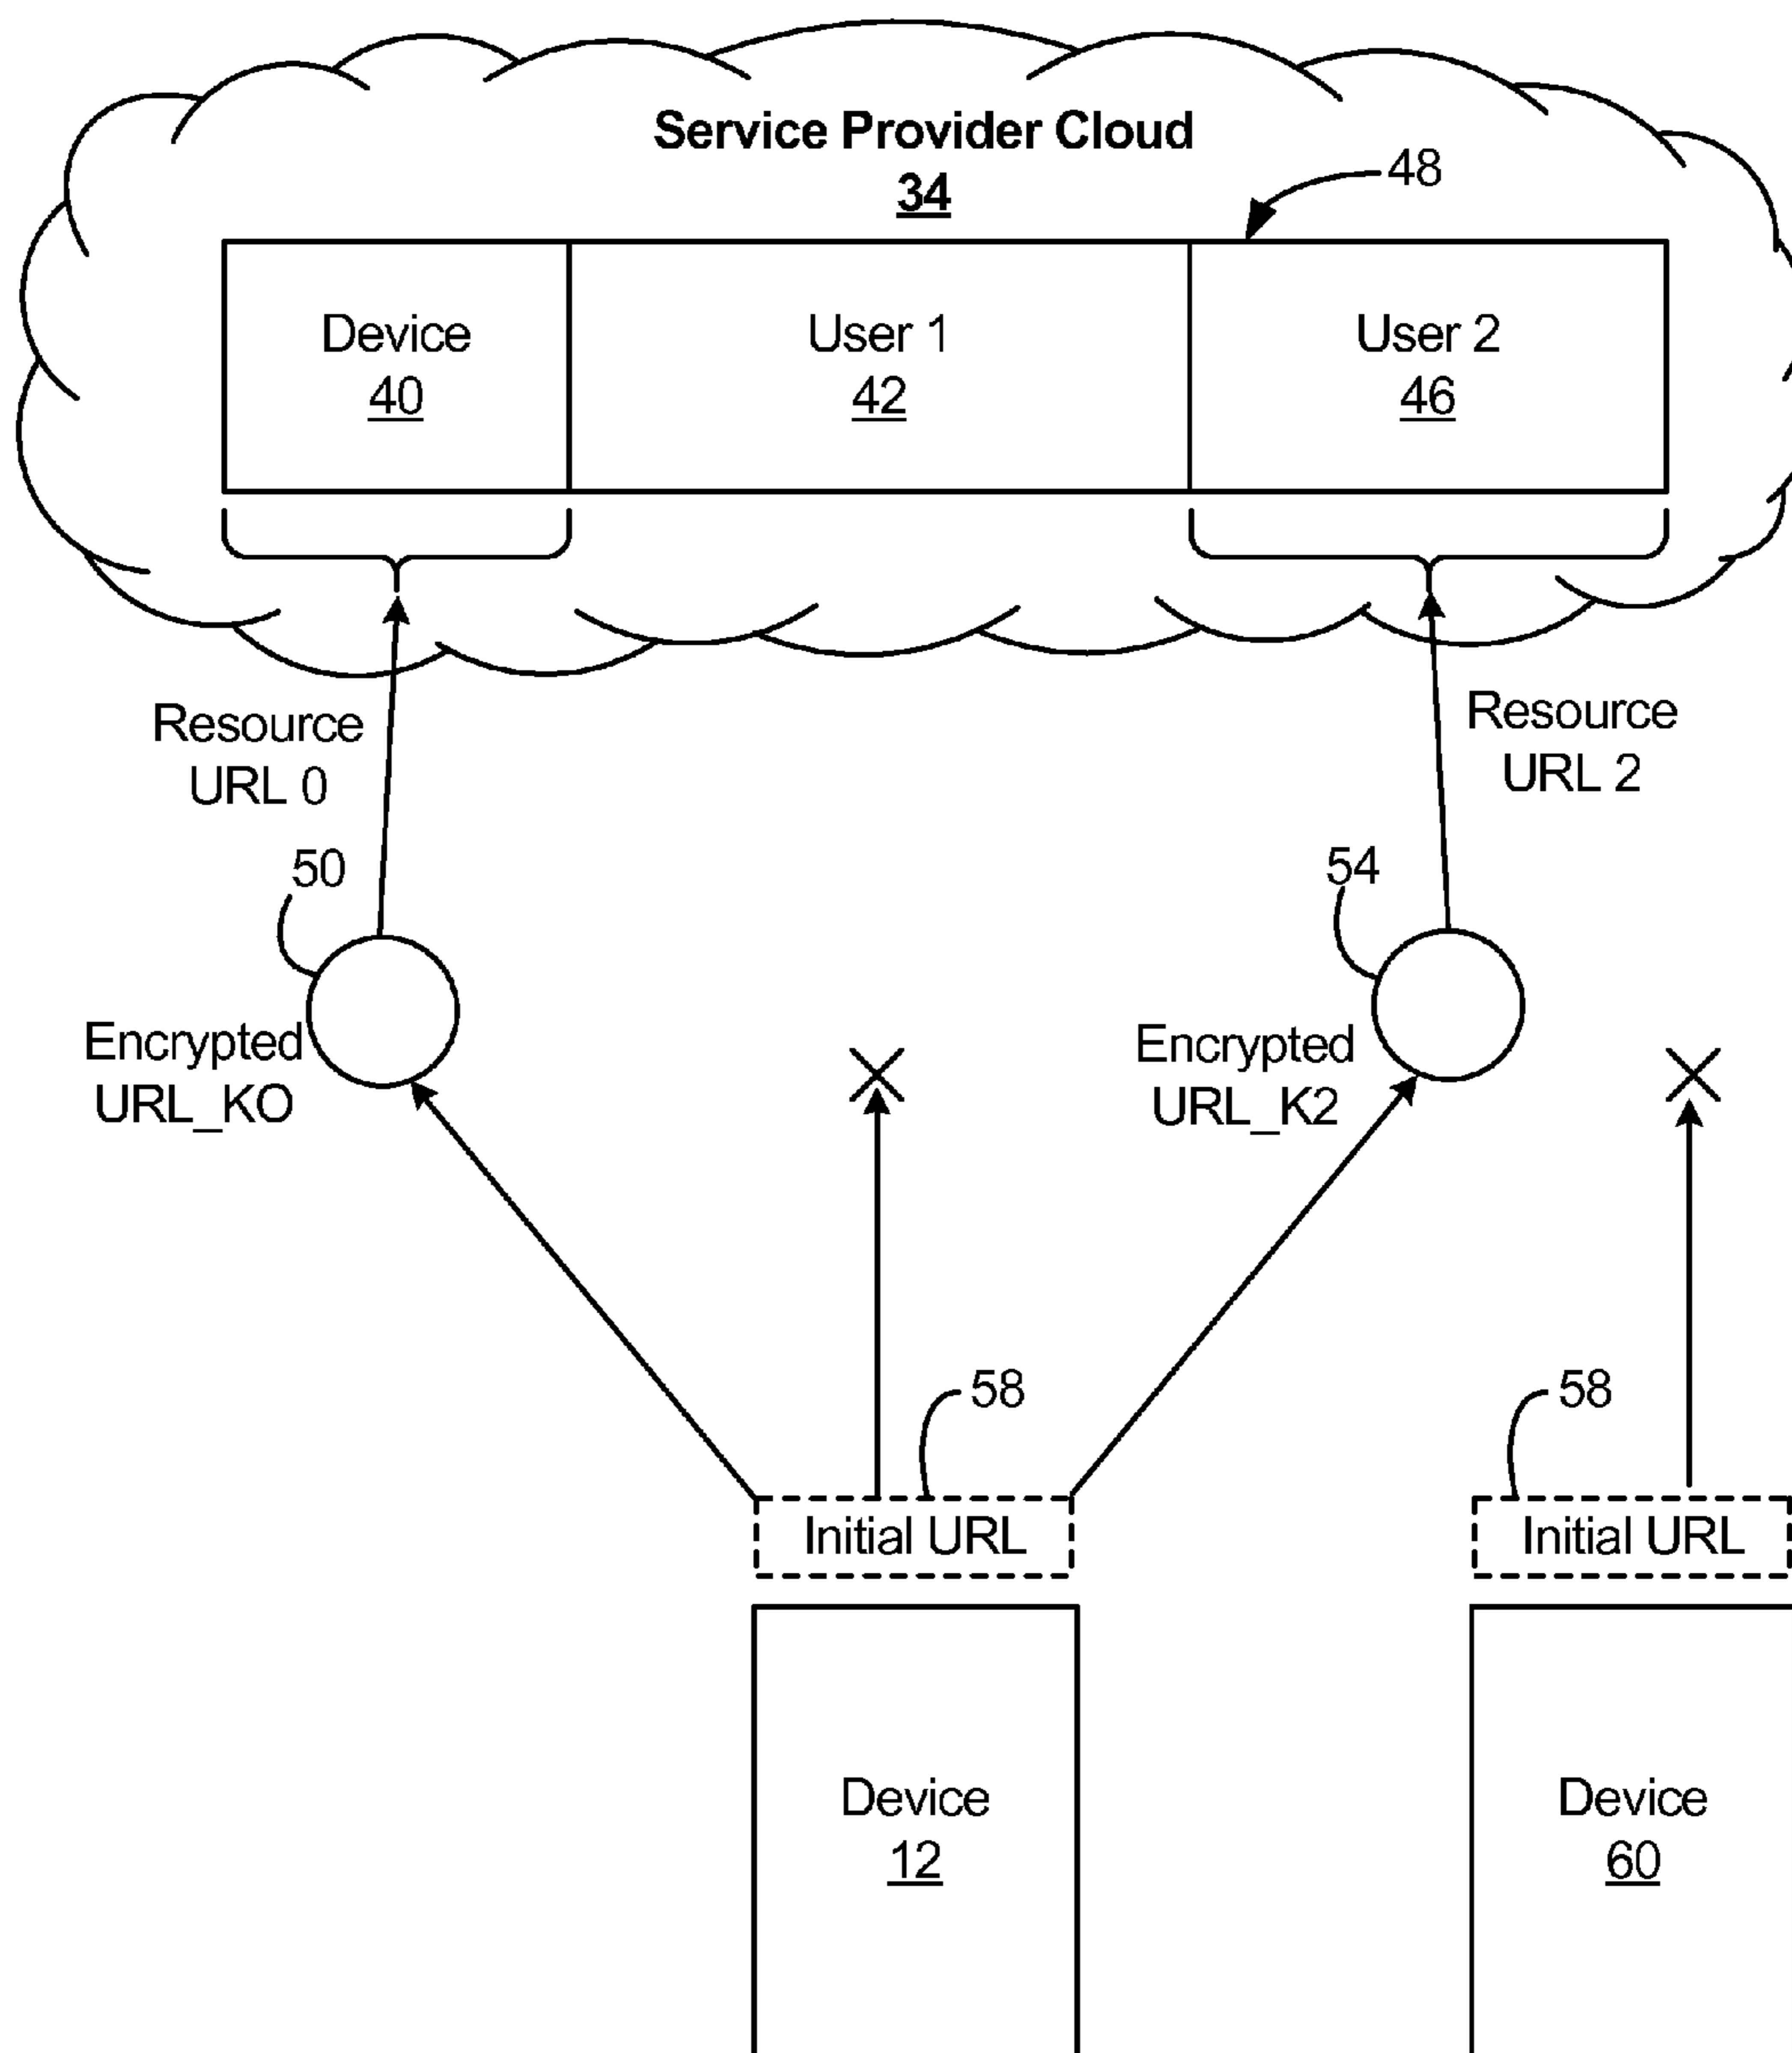 Service Provider Cloud
34
48
Device
40
User 1
42
User 2
46
Resource
URL 0
Resource
URL 2
50
54
Encrypted
URL_KO
Encrypted
URL_K2
58
58
Initial URL
Initial URL
Device
12
Device
60